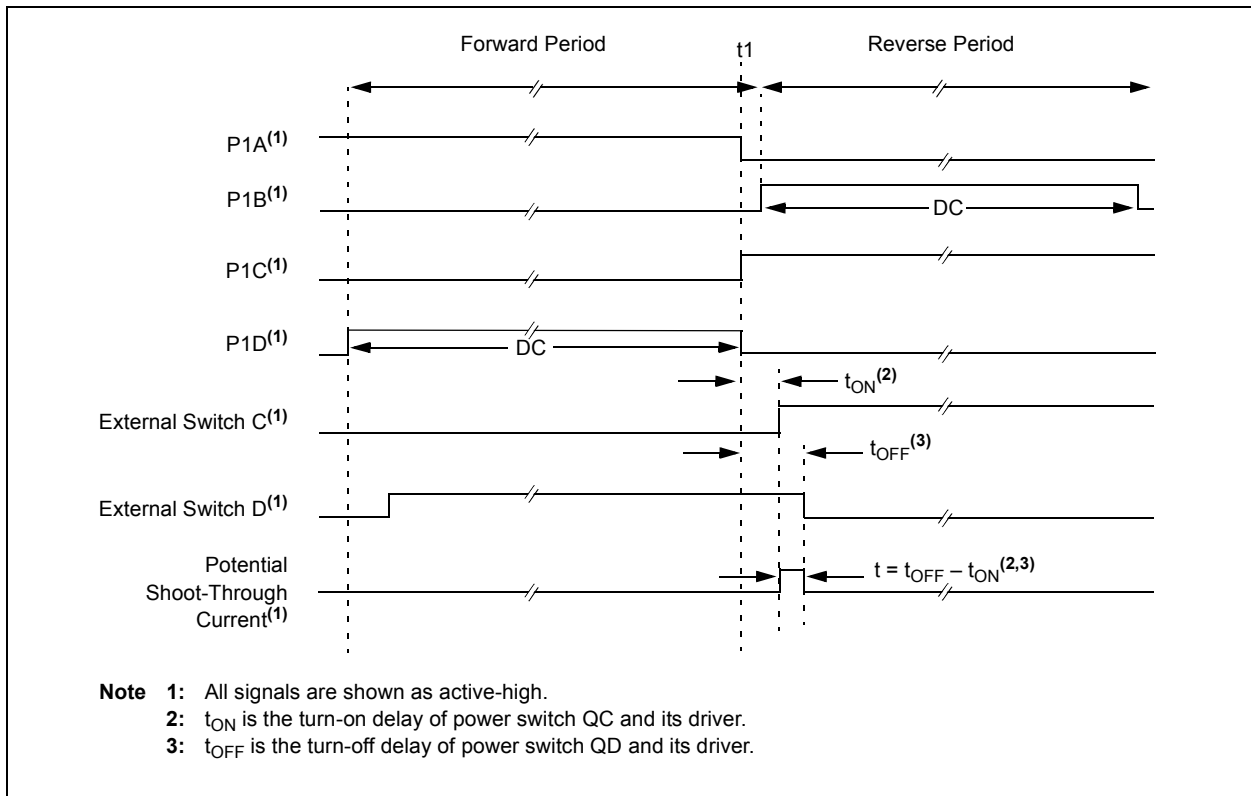 Forward Period
t1
Reverse Period
P1A(1)
P1B(1)
DC
P1C(1)
P1D(1)
DC
tON(2)
External Switch C(1)
tOFF(3)
External Switch D(1)
Potential
Shoot-Through
Current(1)
t = tOFF – tON(2,3)
Note 1: All signals are shown as active-high.
2: tON is the turn-on delay of power switch QC and its driver.
3: tOFF is the turn-off delay of power switch QD and its driver.